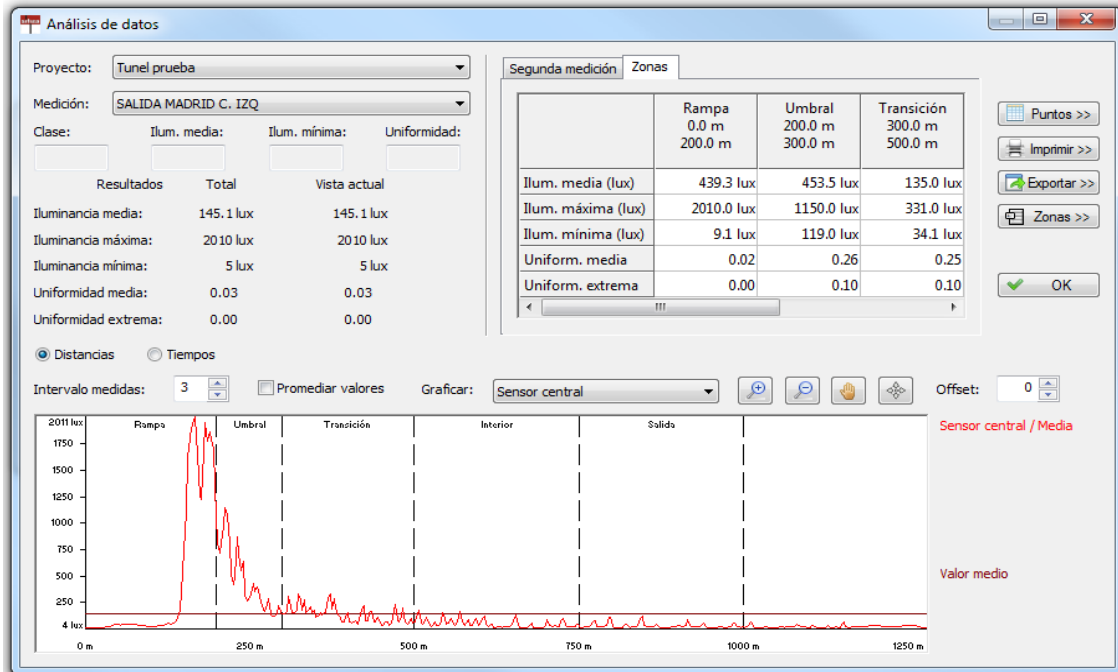 Análisis de datos
Proyecto: Tunel prueba
Medición: SALIDA MADRID C. IZQ
Clase: Ilum. media: Ilum. mínima: Uniformidad:
Resultados Total Vista actual
Iluminancia media: 145.1 lux 145.1 lux
Iluminancia máxima: 2010 lux 2010 lux
Iluminancia mínima: 5 lux 5 lux
Uniformidad media: 0.03 0.03
Uniformidad extrema: 0.00 0.00
Segunda medición Zonas
Rampa Umbral Transición
0.0 m 200.0 m 300.0 m
200.0 m 300.0 m 500.0 m
Ilum. media (lux) 439.3 lux 453.5 lux 135.0 lux
Ilum. máxima (lux) 2010.0 lux 1150.0 lux 331.0 lux
Ilum. mínima (lux) 9.1 lux 119.0 lux 34.1 lux
Uniform. media 0.02 0.26 0.25
Uniform. extrema 0.00 0.10 0.10
Puntos >>
Imprimir >>
Exportar >>
Zonas >>
OK
Distancias Tiempos
Intervalo medidas: 3 Promediar valores Graficar: Sensor central Offset: 0
2011 lux Rampa Umbral Transición Interior Salida
1750
1500
1250
1000
750
500
250
4 lux
0 m 250 m 500 m 750 m 1000 m 1250 m
Sensor central / Media
Valor medio